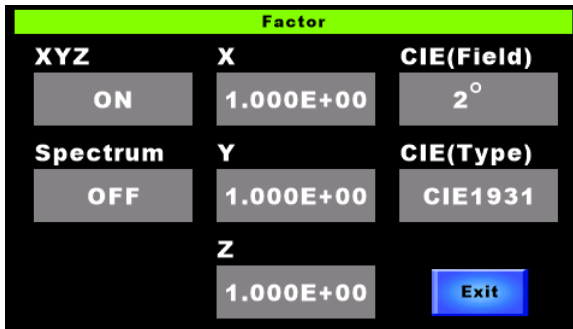 Factor
XYZ X CIE(Field)
ON 1.000E+00 2°
Spectrum Y CIE(Type)
OFF 1.000E+00 CIE1931
Z
1.000E+00 Exit